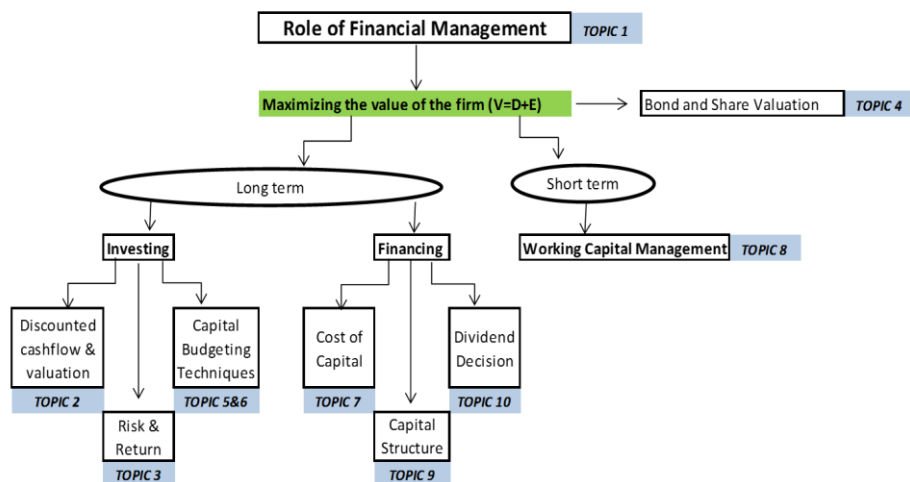 Role of Financial Management
TOPIC 1
Maximizing the value of the firm (V=D+E)
Bond and Share Valuation
TOPIC 4
Long term
Short term
Investing
Financing
Working Capital Management
TOPIC 8
Discounted
cashflow &
valuation
TOPIC 2
Capital
Budgeting
Techniques
TOPIC 5&6
Cost of
Capital
TOPIC 7
Dividend
Decision
TOPIC 10
Risk &
Return
TOPIC 3
Capital
Structure
TOPIC 9